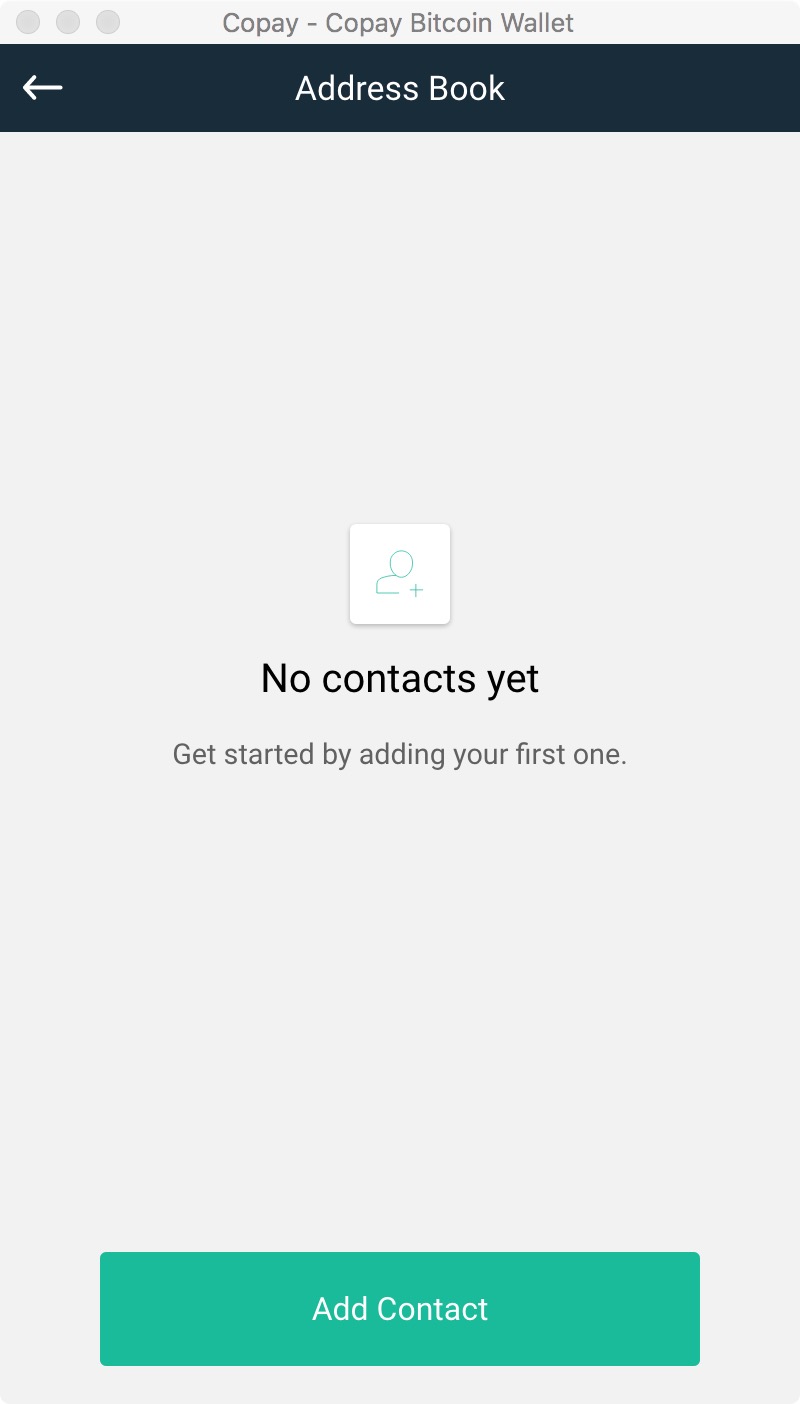 Copay - Copay Bitcoin Wallet
Address Book
No contacts yet
Get started by adding your first one.
Add Contact